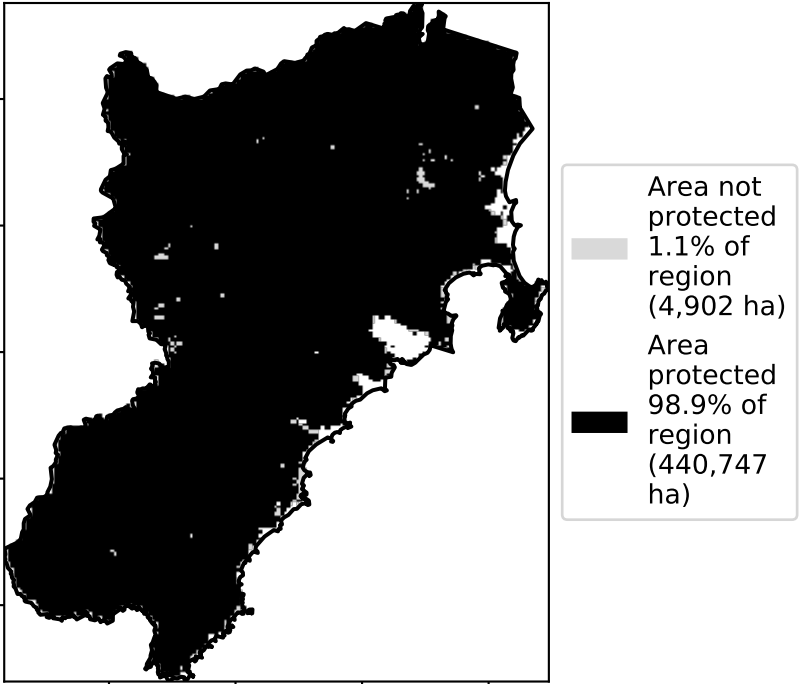 Area not
protected
1.1% of
region
(4,902 ha)
Area
protected
98.9% of
region
(440,747
ha)